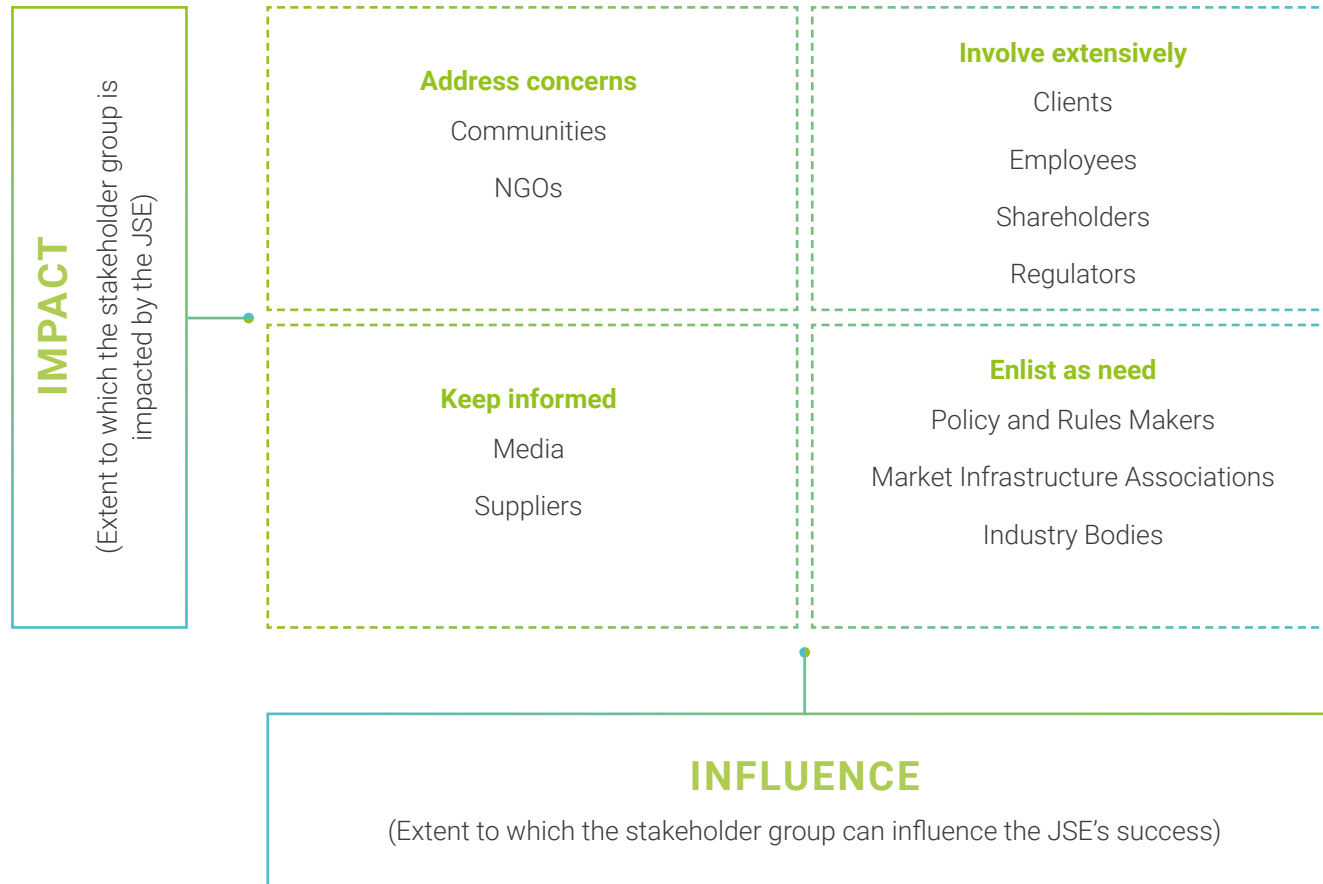 IMPACT
(Extent to which the stakeholder group is
impacted by the JSE)
Address concerns
Communities
NGOs
Involve extensively
Clients
Employees
Shareholders
Regulators
Keep informed
Media
Suppliers
Enlist as need
Policy and Rules Makers
Market Infrastructure Associations
Industry Bodies
INFLUENCE
(Extent to which the stakeholder group can influence the JSE’s success)